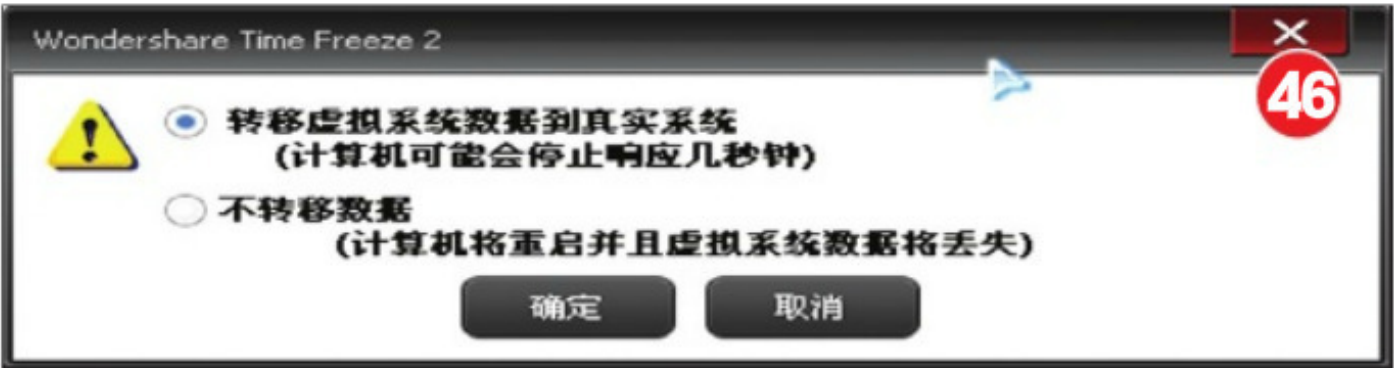 Wondershare Time Freeze 2
46
转移虚拟系统数据到真实系统
(计算机可能会停止响应几秒钟)
不转移数据
(计算机将重启并且虚拟系统数据将丢失)
确定 取消